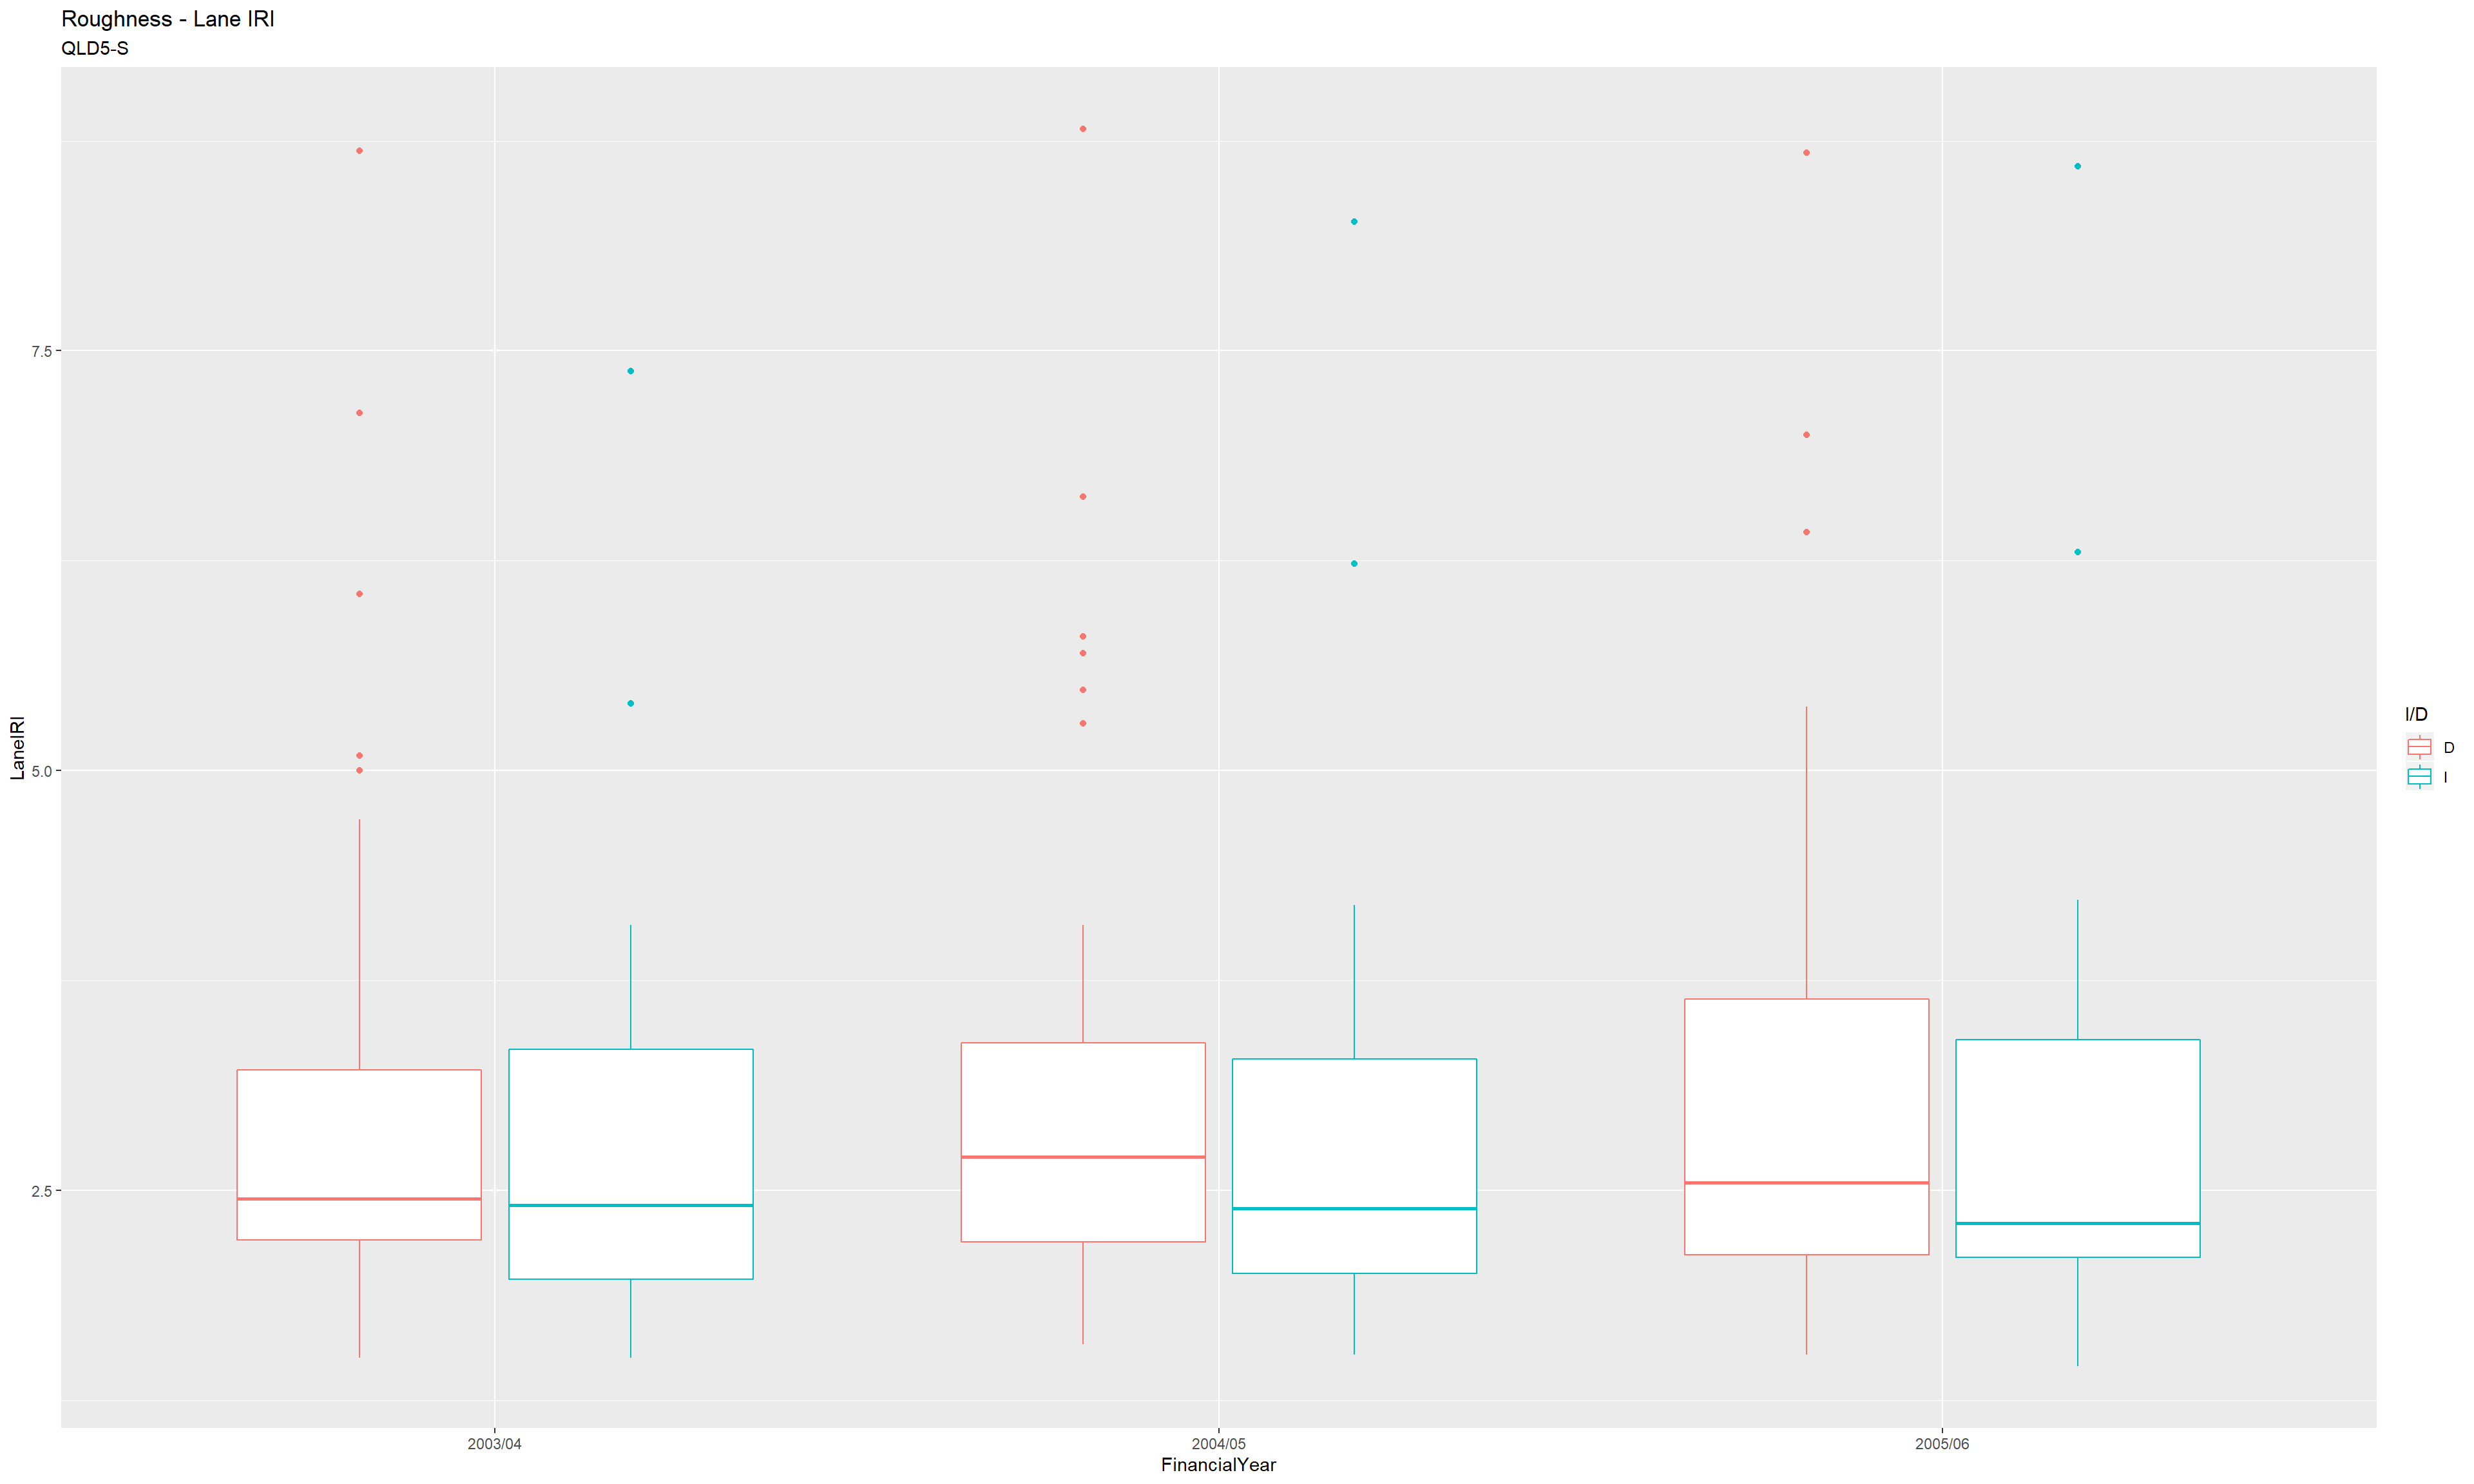 Roughness - Lane IRI
QLD5-S
LaneIRI
7.5
5.0
2.5
2003/04
2004/05
2005/06
FinancialYear
I/D
D
I